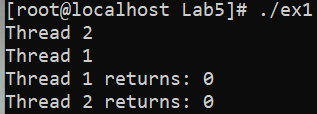 [root@localhost Lab5]# ./ex1
Thread 2
Thread 1
Thread 1 returns: 0
Thread 2 returns: 0